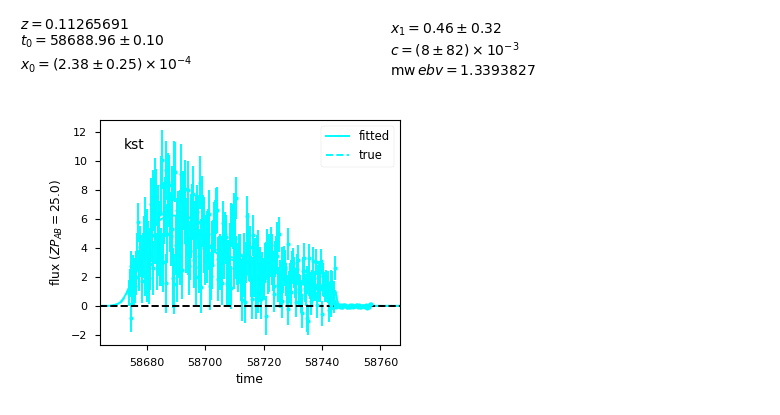 z = 0.11265691
t₀ = 58688.96 ± 0.10
x₀ = (2.38 ± 0.25) × 10⁻⁴
x₁ = 0.46 ± 0.32
c = (8 ± 82) × 10⁻³
mw ebv = 1.3393827
kst
fitted
true
12
10
8
6
4
2
0
−2
flux (ZP_AB = 25.0)
58680 58700 58720 58740 58760
time